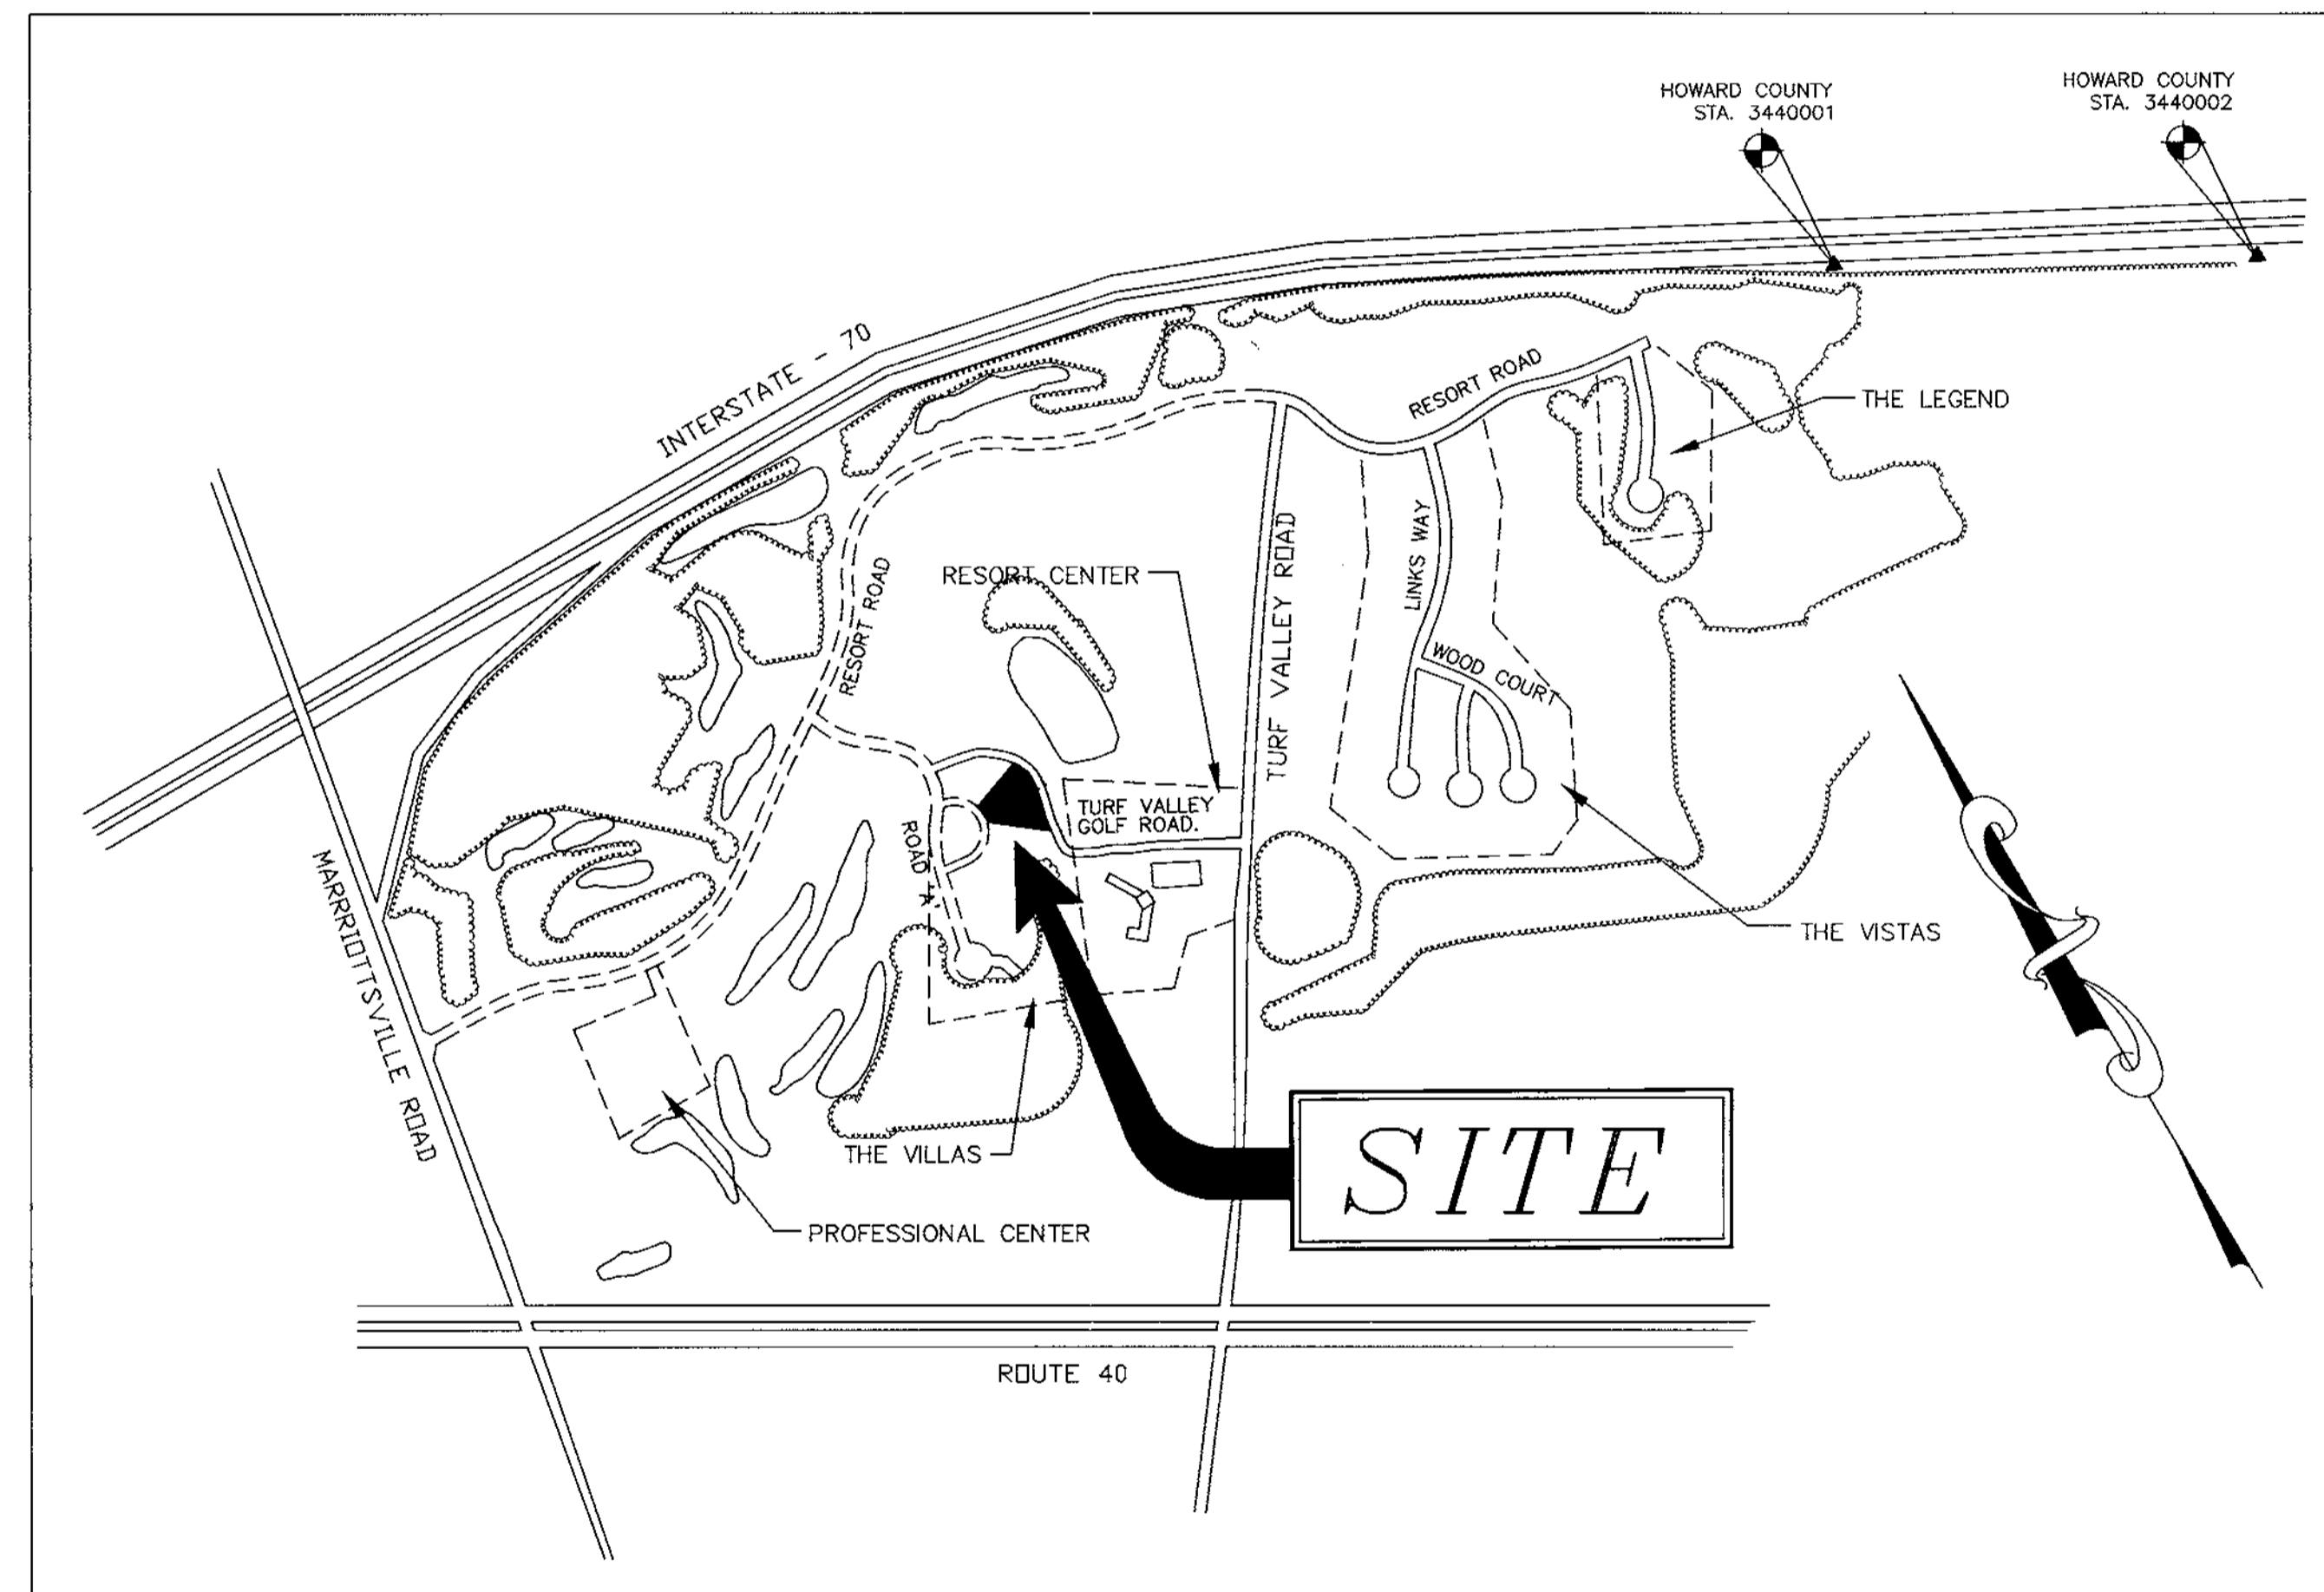 HOWARD COUNTY
STA. 3440001
HOWARD COUNTY
STA. 3440002
INTERSTATE - 70
RESORT ROAD
THE LEGEND
LINKS WAY
RESORT CENTER
TURF VALLEY ROAD
RESORT ROAD
WOOD COURT
TURF VALLEY
GOLF ROAD.
ROAD 'A'
MARRRIOTTSVILLE ROAD
THE VISTAS
THE VILLAS
SITE
PROFESSIONAL CENTER
ROUTE 40